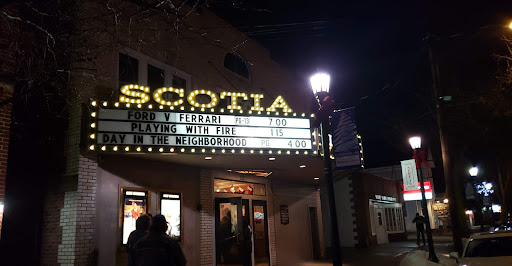 SCOTIA
FORD V FERRARI PG-13 7 00
PLAYING WITH FIRE 1 15
DAY IN THE NEIGHBORHOOD PG 4 00